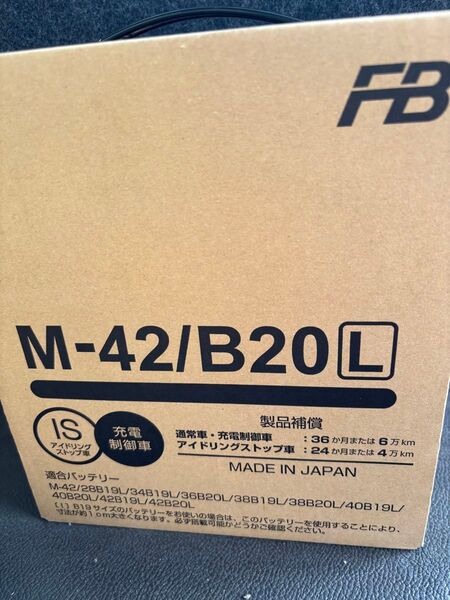 FB
M-42/B20 L
IS
アイドリング
ストップ車
充電
制御車
製品補償
通常車・充電制御車:36か月または6万km
アイドリングストップ車:24か月または4万km
MADE IN JAPAN
適合バッテリー
M-42/28B19L/34B19L/36B20L/38B19L/38B20L/40B19L/
40B20L/42B19L/42B20L
【!】B19サイズのバッテリーをお使いの場合は、このバッテリーを使用することにより、
寸法が約1cm大きくなります。必ず搭載可能かどうかご確認ください。